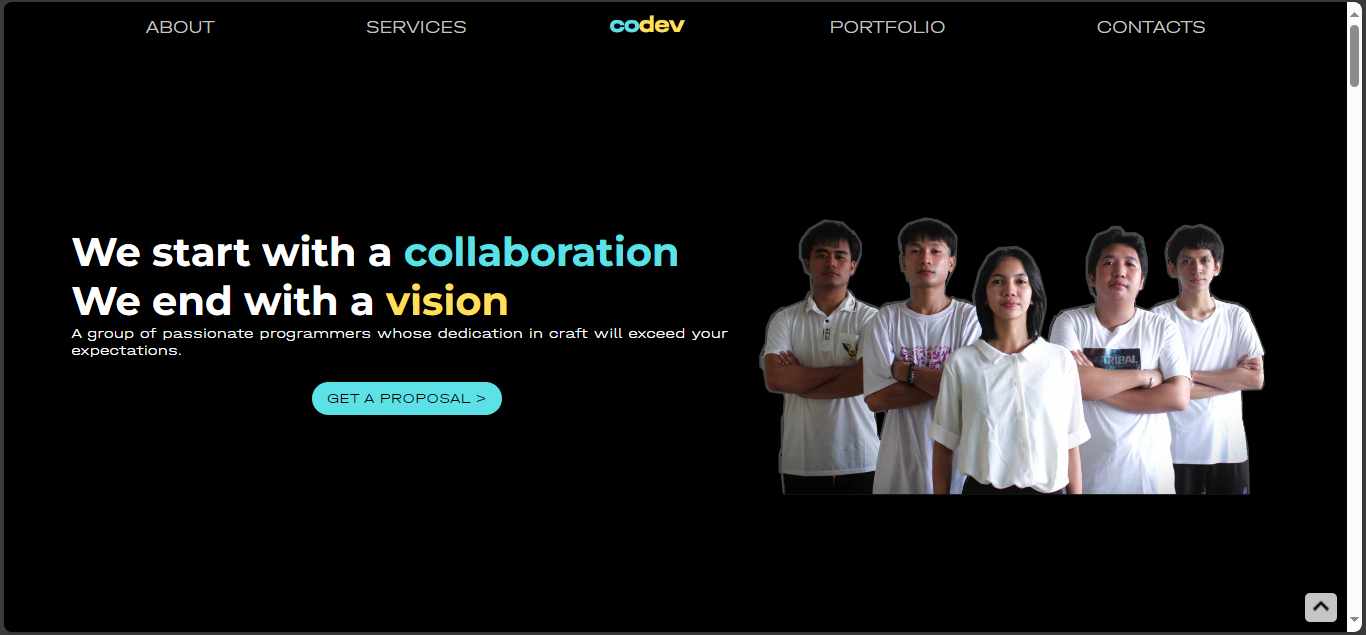 ABOUT SERVICES codev PORTFOLIO CONTACTS
We start with a collaboration
We end with a vision
A group of passionate programmers whose dedication in craft will exceed your
expectations.
GET A PROPOSAL >
TRIBAL